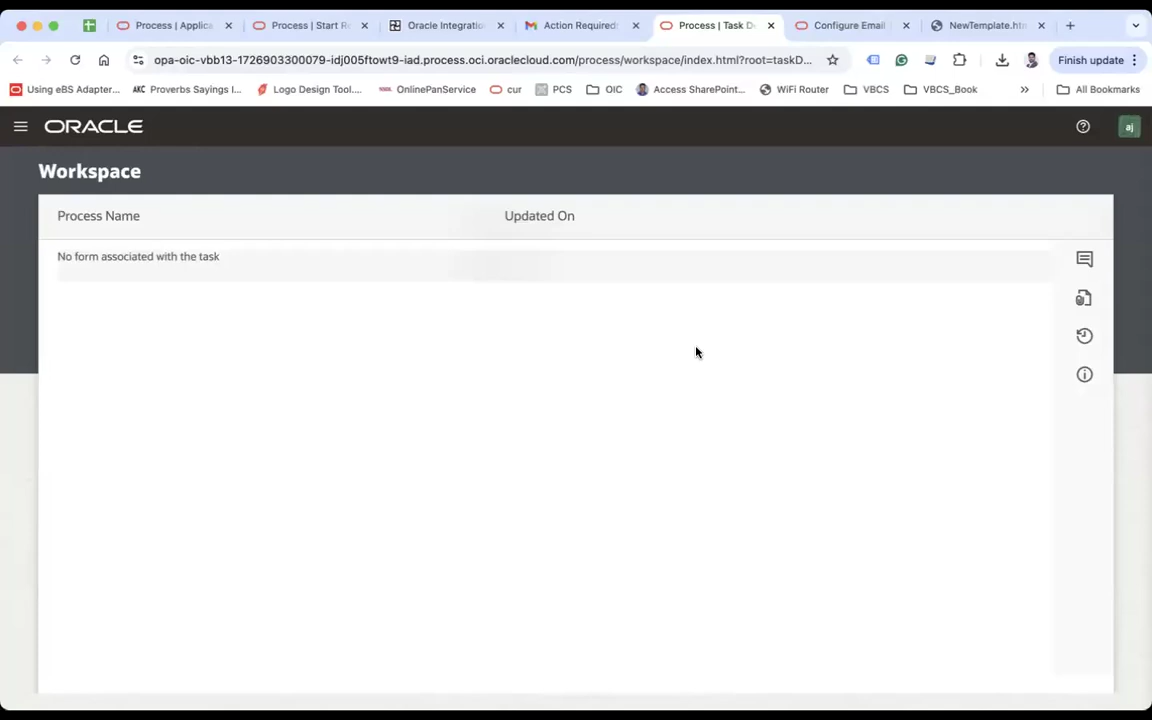 Process | Applica
Process | Start Re
Oracle Integratio
Action Required:
Process | Task De
Configure Email
NewTemplate.htm
opa-oic-vbb13-1726903300079-idj005ftowt9-iad.process.oci.oraclecloud.com/process/workspace/index.html?root=taskD...
Finish update
Using eBS Adapter...
AKC
Proverbs Sayings I...
Logo Design Tool....
OnlinePanService
cur
PCS
OIC
Access SharePoint...
WiFi Router
VBCS
VBCS_Book
»
All Bookmarks
ORACLE
aj
Workspace
Process Name
Updated On
No form associated with the task